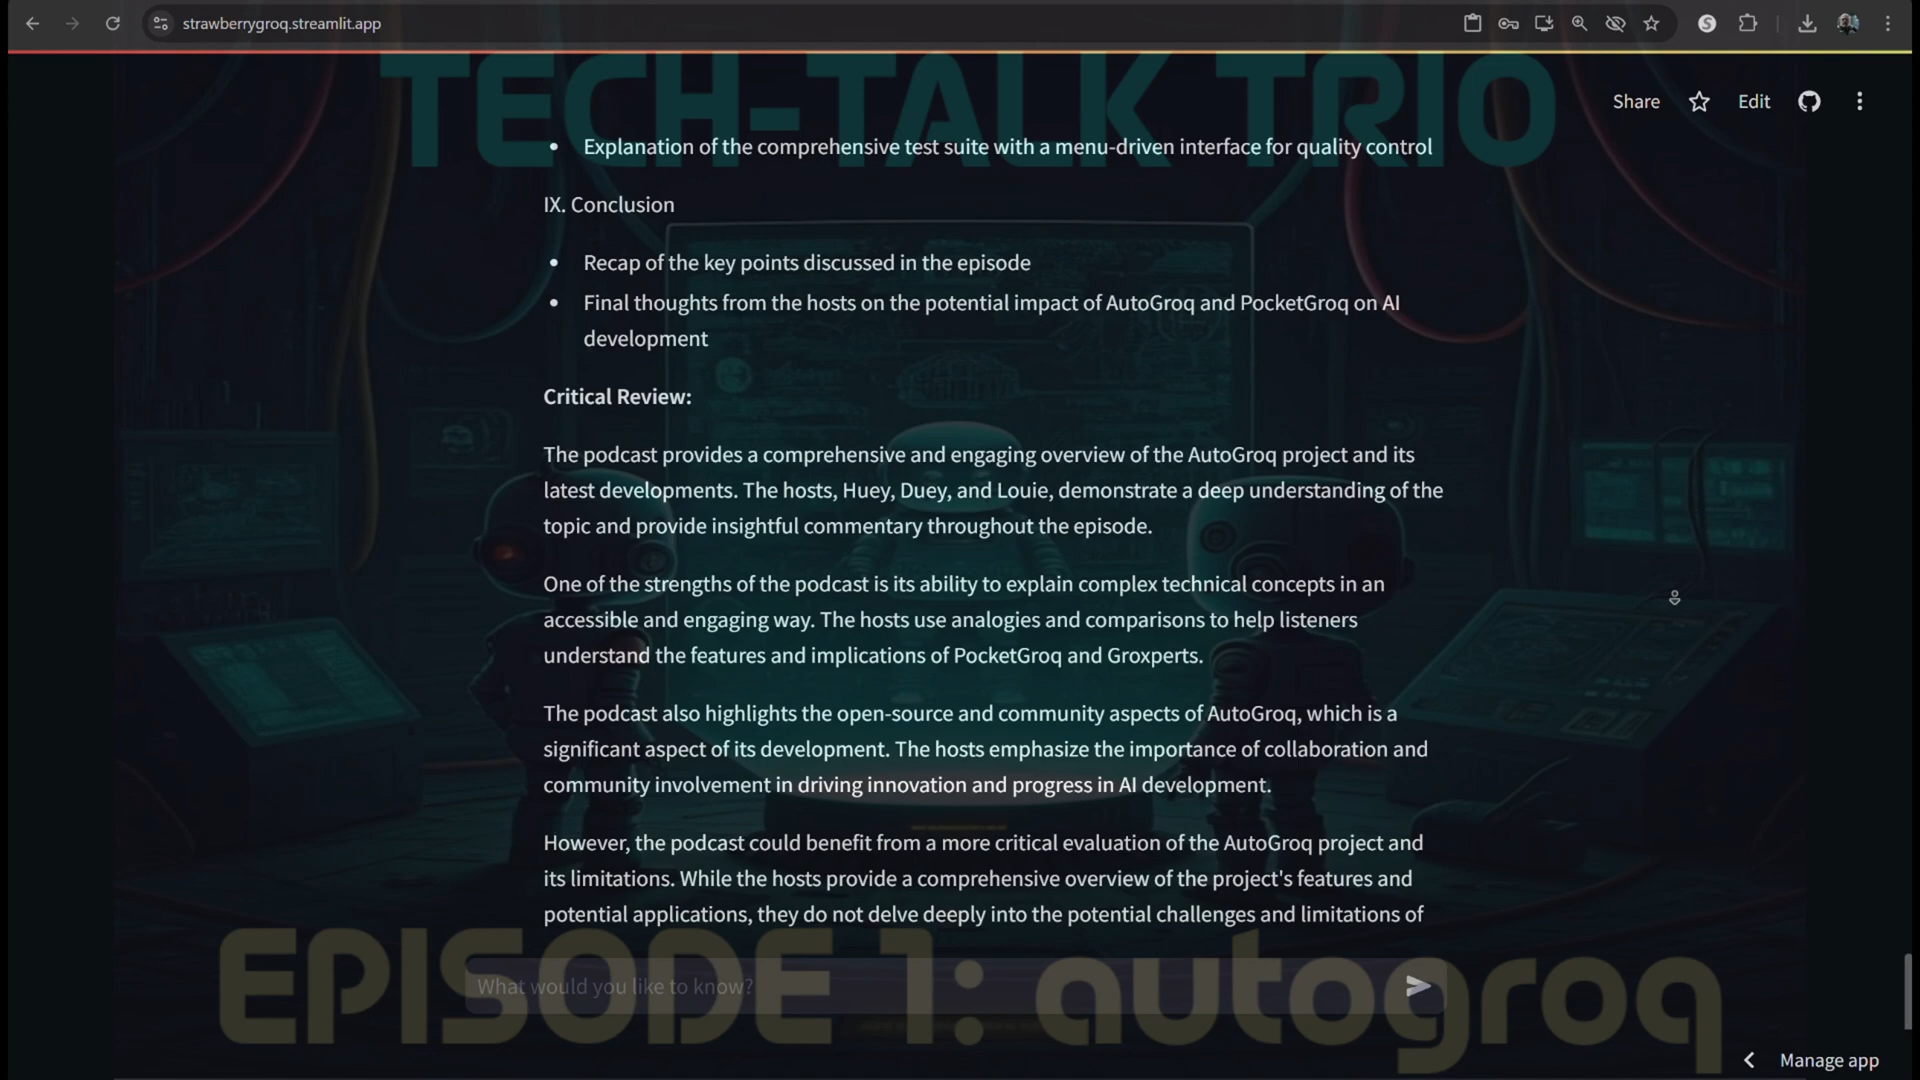 strawberrygroq.streamlit.app
TECH-TALK TRIO
Share
Edit
• Explanation of the comprehensive test suite with a menu-driven interface for quality control
IX. Conclusion
• Recap of the key points discussed in the episode
• Final thoughts from the hosts on the potential impact of AutoGroq and PocketGroq on AI
development
Critical Review:
The podcast provides a comprehensive and engaging overview of the AutoGroq project and its
latest developments. The hosts, Huey, Duey, and Louie, demonstrate a deep understanding of the
topic and provide insightful commentary throughout the episode.
One of the strengths of the podcast is its ability to explain complex technical concepts in an
accessible and engaging way. The hosts use analogies and comparisons to help listeners
understand the features and implications of PocketGroq and Groxperts.
The podcast also highlights the open-source and community aspects of AutoGroq, which is a
significant aspect of its development. The hosts emphasize the importance of collaboration and
community involvement in driving innovation and progress in AI development.
However, the podcast could benefit from a more critical evaluation of the AutoGroq project and
its limitations. While the hosts provide a comprehensive overview of the project's features and
potential applications, they do not delve deeply into the potential challenges and limitations of
What would you like to know?
EPISODE 1: autogroq
Manage app